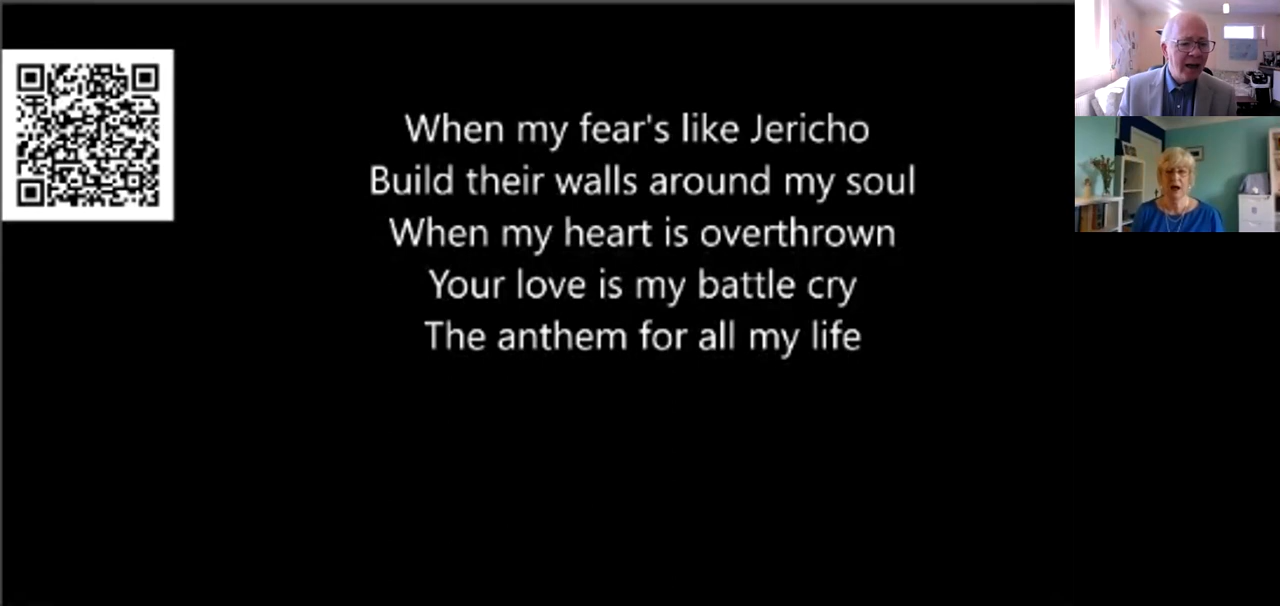 When my fear's like Jericho
Build their walls around my soul
When my heart is overthrown
Your love is my battle cry
The anthem for all my life